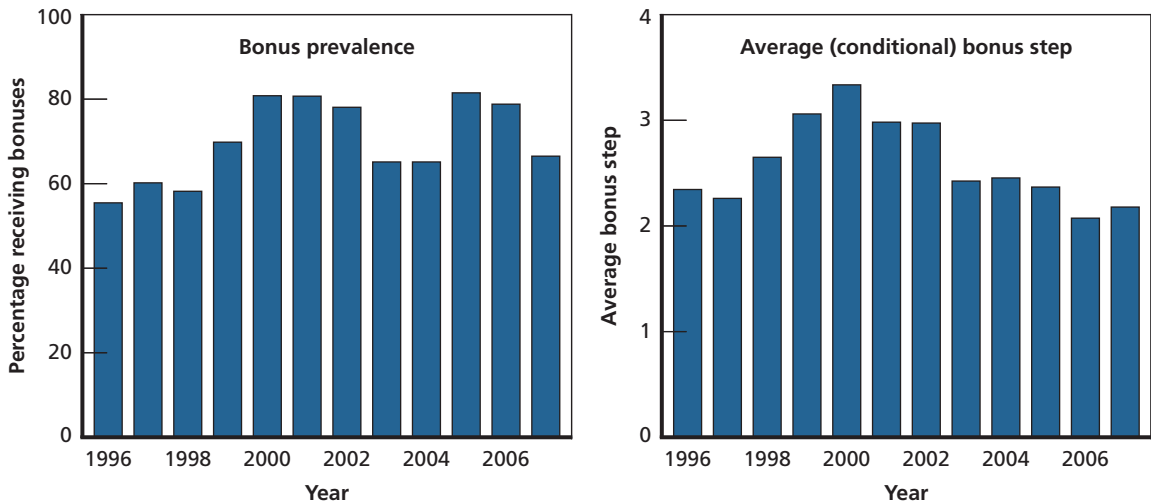 Bonus prevalence
Percentage receiving bonuses
100
80
60
40
20
0
1996 1998 2000 2002 2004 2006
Year
Average (conditional) bonus step
Average bonus step
4
3
2
1
0
1996 1998 2000 2002 2004 2006
Year